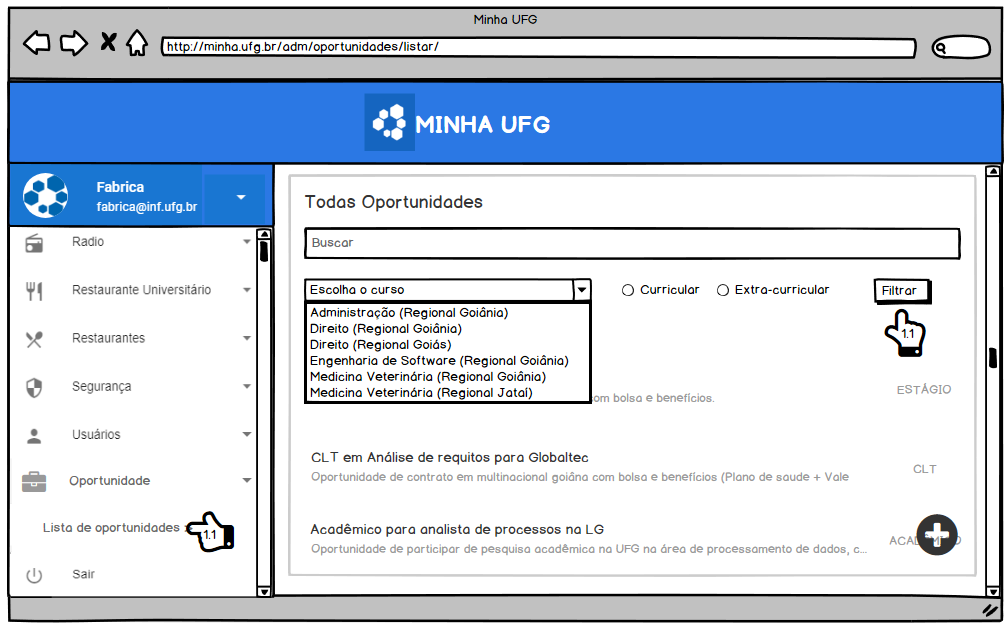 Minha UFG
http://minha.ufg.br/adm/oportunidades/listar/
MINHA UFG
Fabrica
fabrica@inf.ufg.br
Radio
Restaurante Universitário
Restaurantes
Segurança
Usuários
Oportunidade
Lista de oportunidades >
1.1
Sair
Todas Oportunidades
Buscar
Escolha o curso
Curricular
Extra-curricular
Filtrar
1.1
Administração (Regional Goiânia)
Direito (Regional Goiânia)
Direito (Regional Goiás)
Engenharia de Software (Regional Goiânia)
Medicina Veterinária (Regional Goiânia)
Medicina Veterinária (Regional Jataí)
com bolsa e benefícios.
ESTÁGIO
CLT em Análise de requitos para Globaltec
Oportunidade de contrato em multinacional goiâna com bolsa e benefícios (Plano de saude + Vale
CLT
Acadêmico para analista de processos na LG
Oportunidade de participar de pesquisa acadêmica na UFG na área de processamento de dados, c...